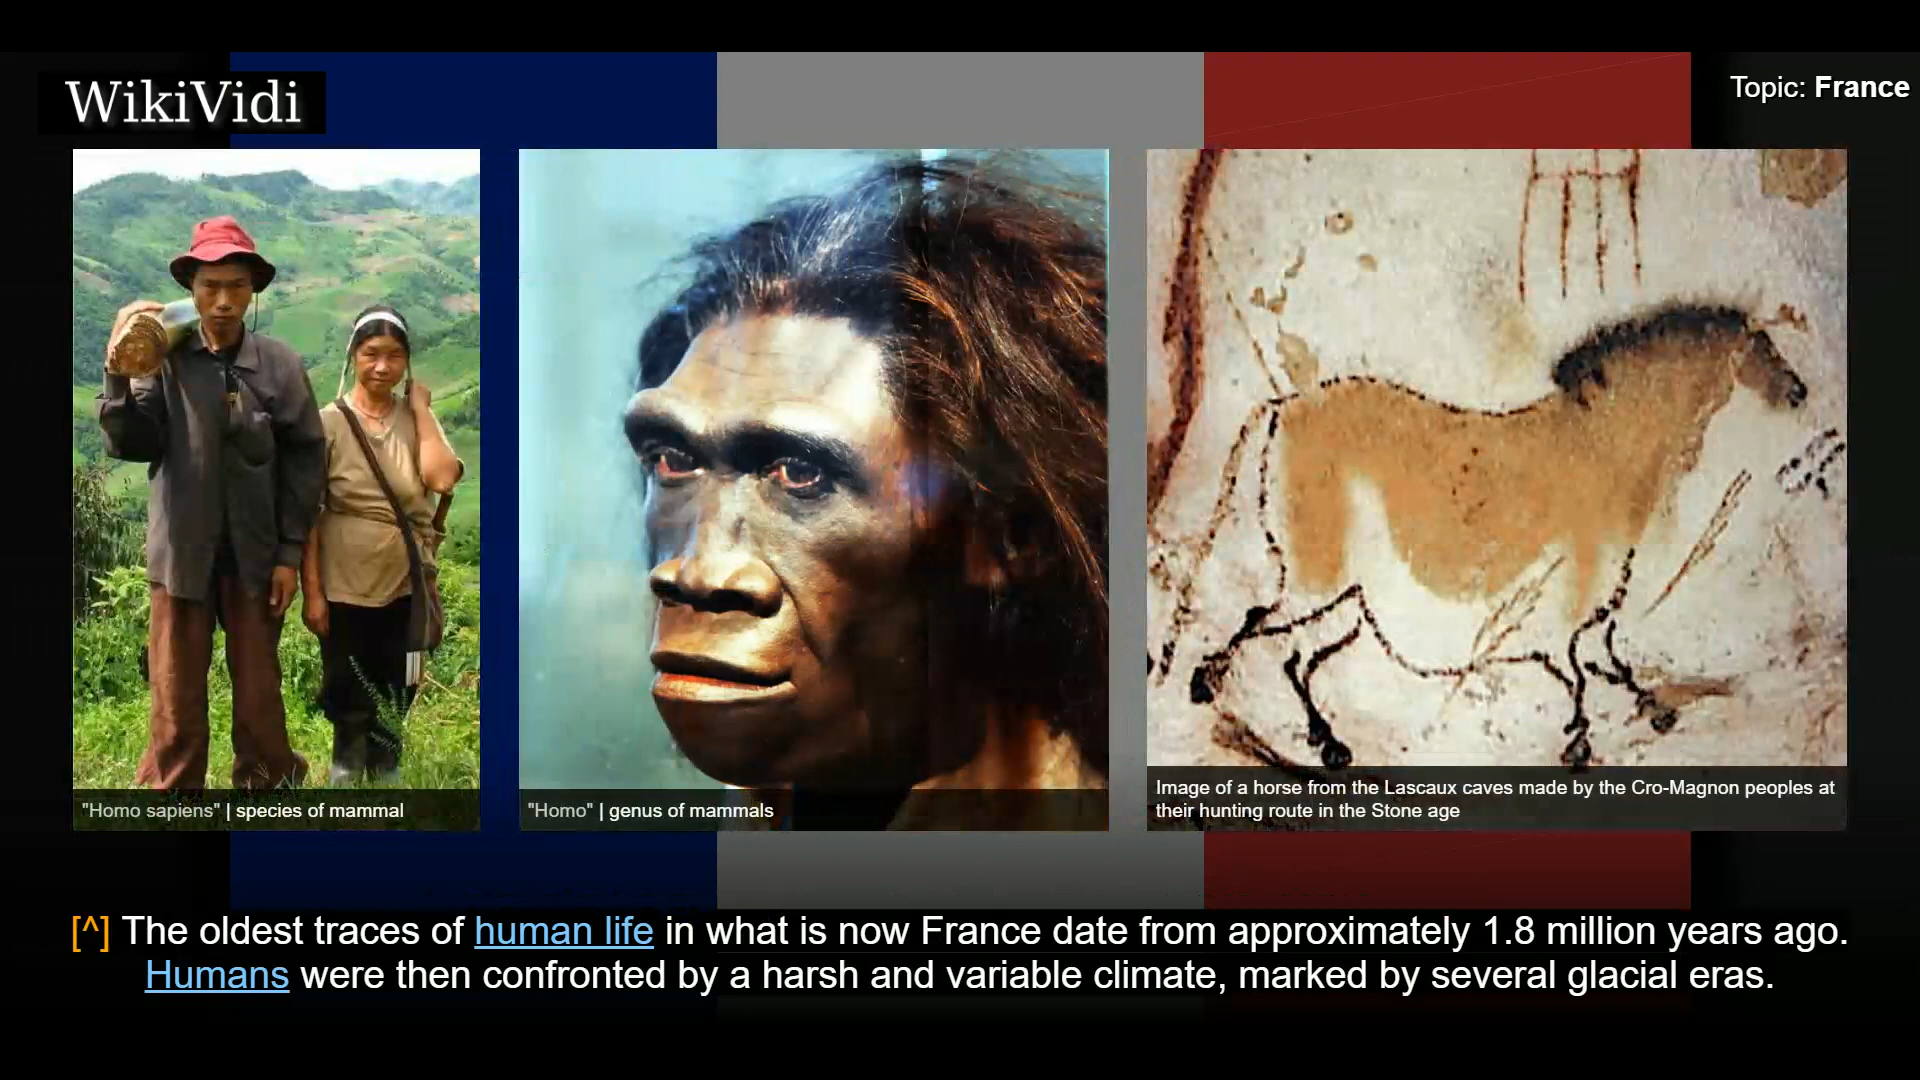 WikiVidi
Topic: France
"Homo sapiens" | species of mammal
"Homo" | genus of mammals
Image of a horse from the Lascaux caves made by the Cro-Magnon peoples at
their hunting route in the Stone age
[^] The oldest traces of human life in what is now France date from approximately 1.8 million years ago.
Humans were then confronted by a harsh and variable climate, marked by several glacial eras.